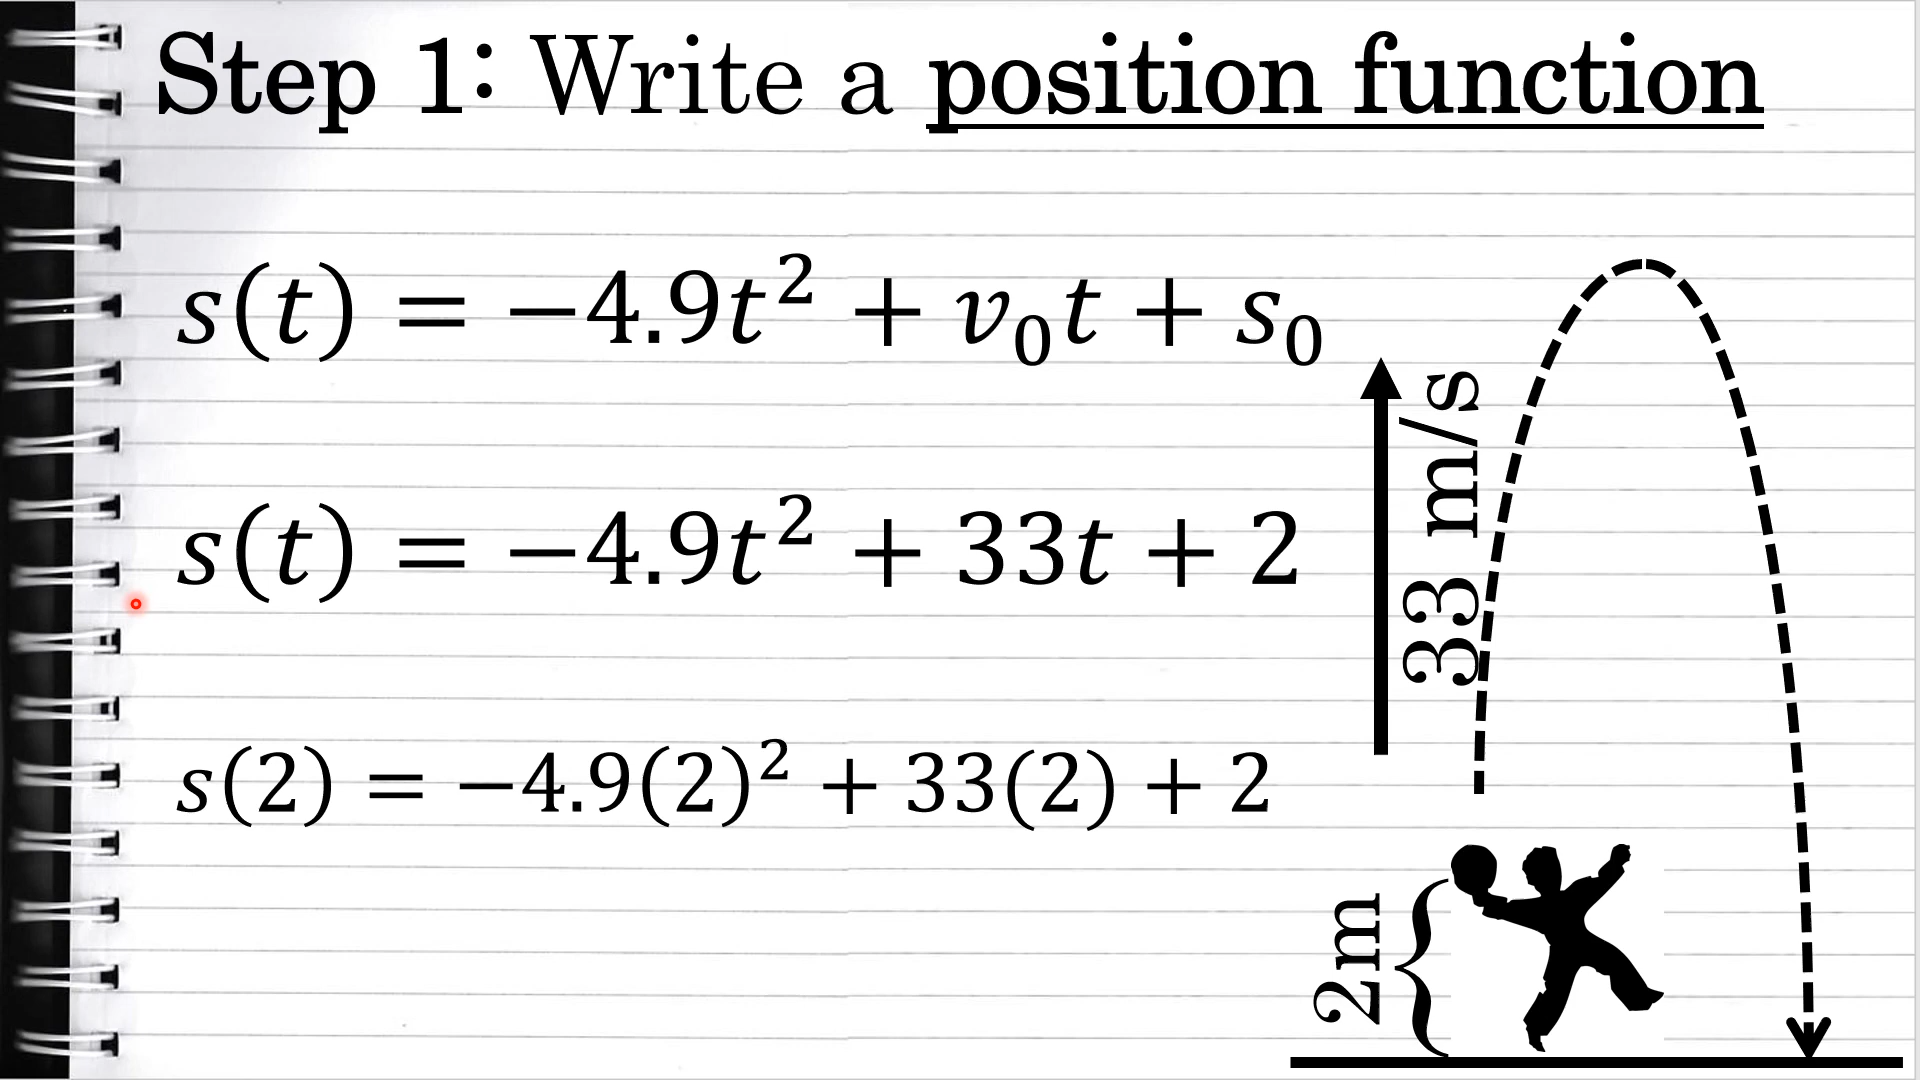 Step 1: Write a position function
s(t) = −4.9t² + v₀t + s₀
s(t) = −4.9t² + 33t + 2
s(2) = −4.9(2)² + 33(2) + 2
33 m/s
2m